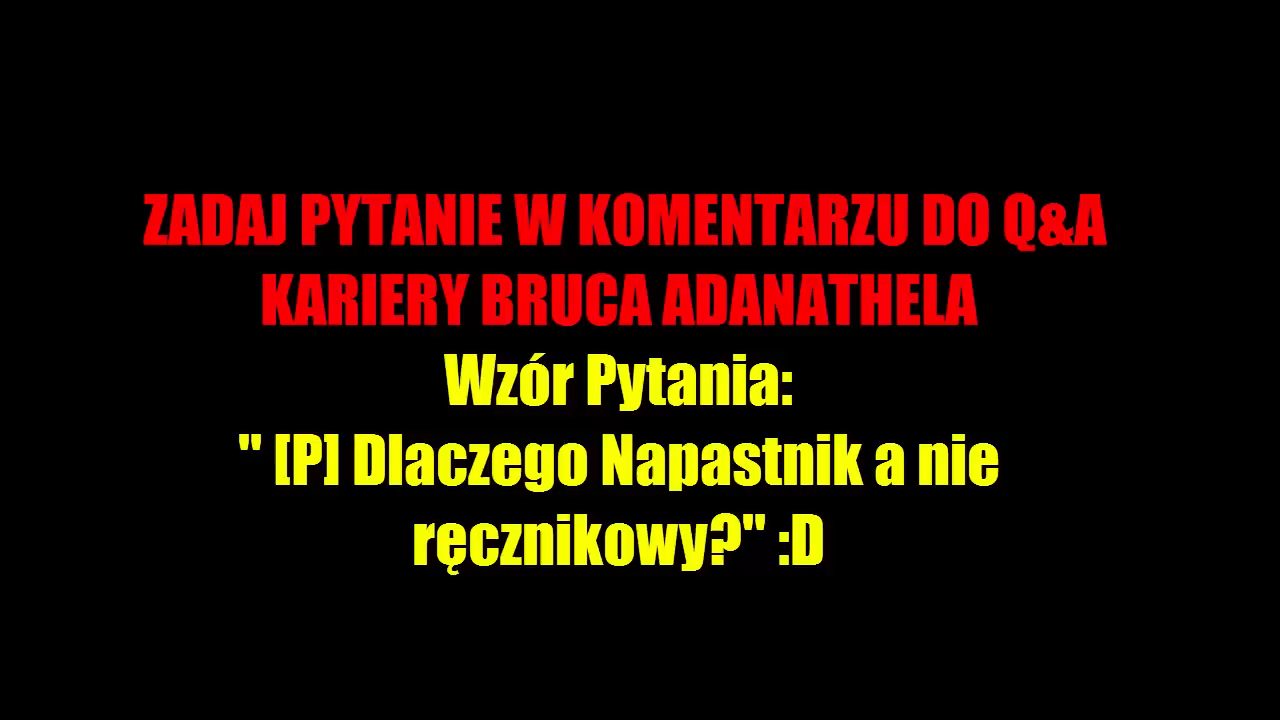 ZADAJ PYTANIE W KOMENTARZU DO Q&A
KARIERY BRUCA ADANATHELA
Wzór Pytania:
" [P] Dlaczego Napastnik a nie
ręcznikowy?" :D